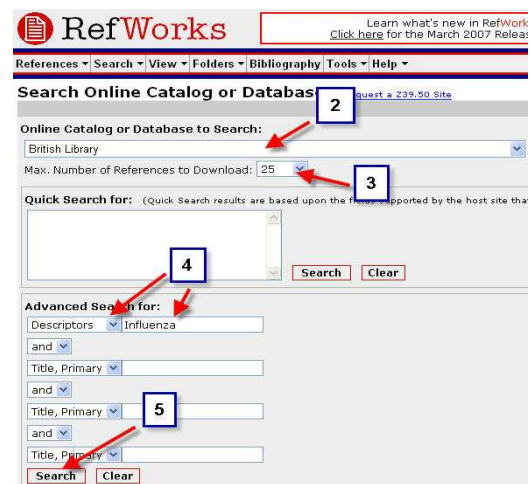 RefWorks
Learn what's new in RefWork
Click here for the March 2007 Releas
References Search View Folders Bibliography Tools Help
Search Online Catalog or Databas
2
quest a Z39.50 Site
Online Catalog or Database to Search:
British Library
Max. Number of References to Download: 25
3
Quick Search for: (Quick Search results are based upon the supported by the host site tha
4
Search Clear
Advanced Search for:
Descriptors Influenza
and
Title, Primary
and
Title, Primary
5
and
Title, Primary
Search Clear